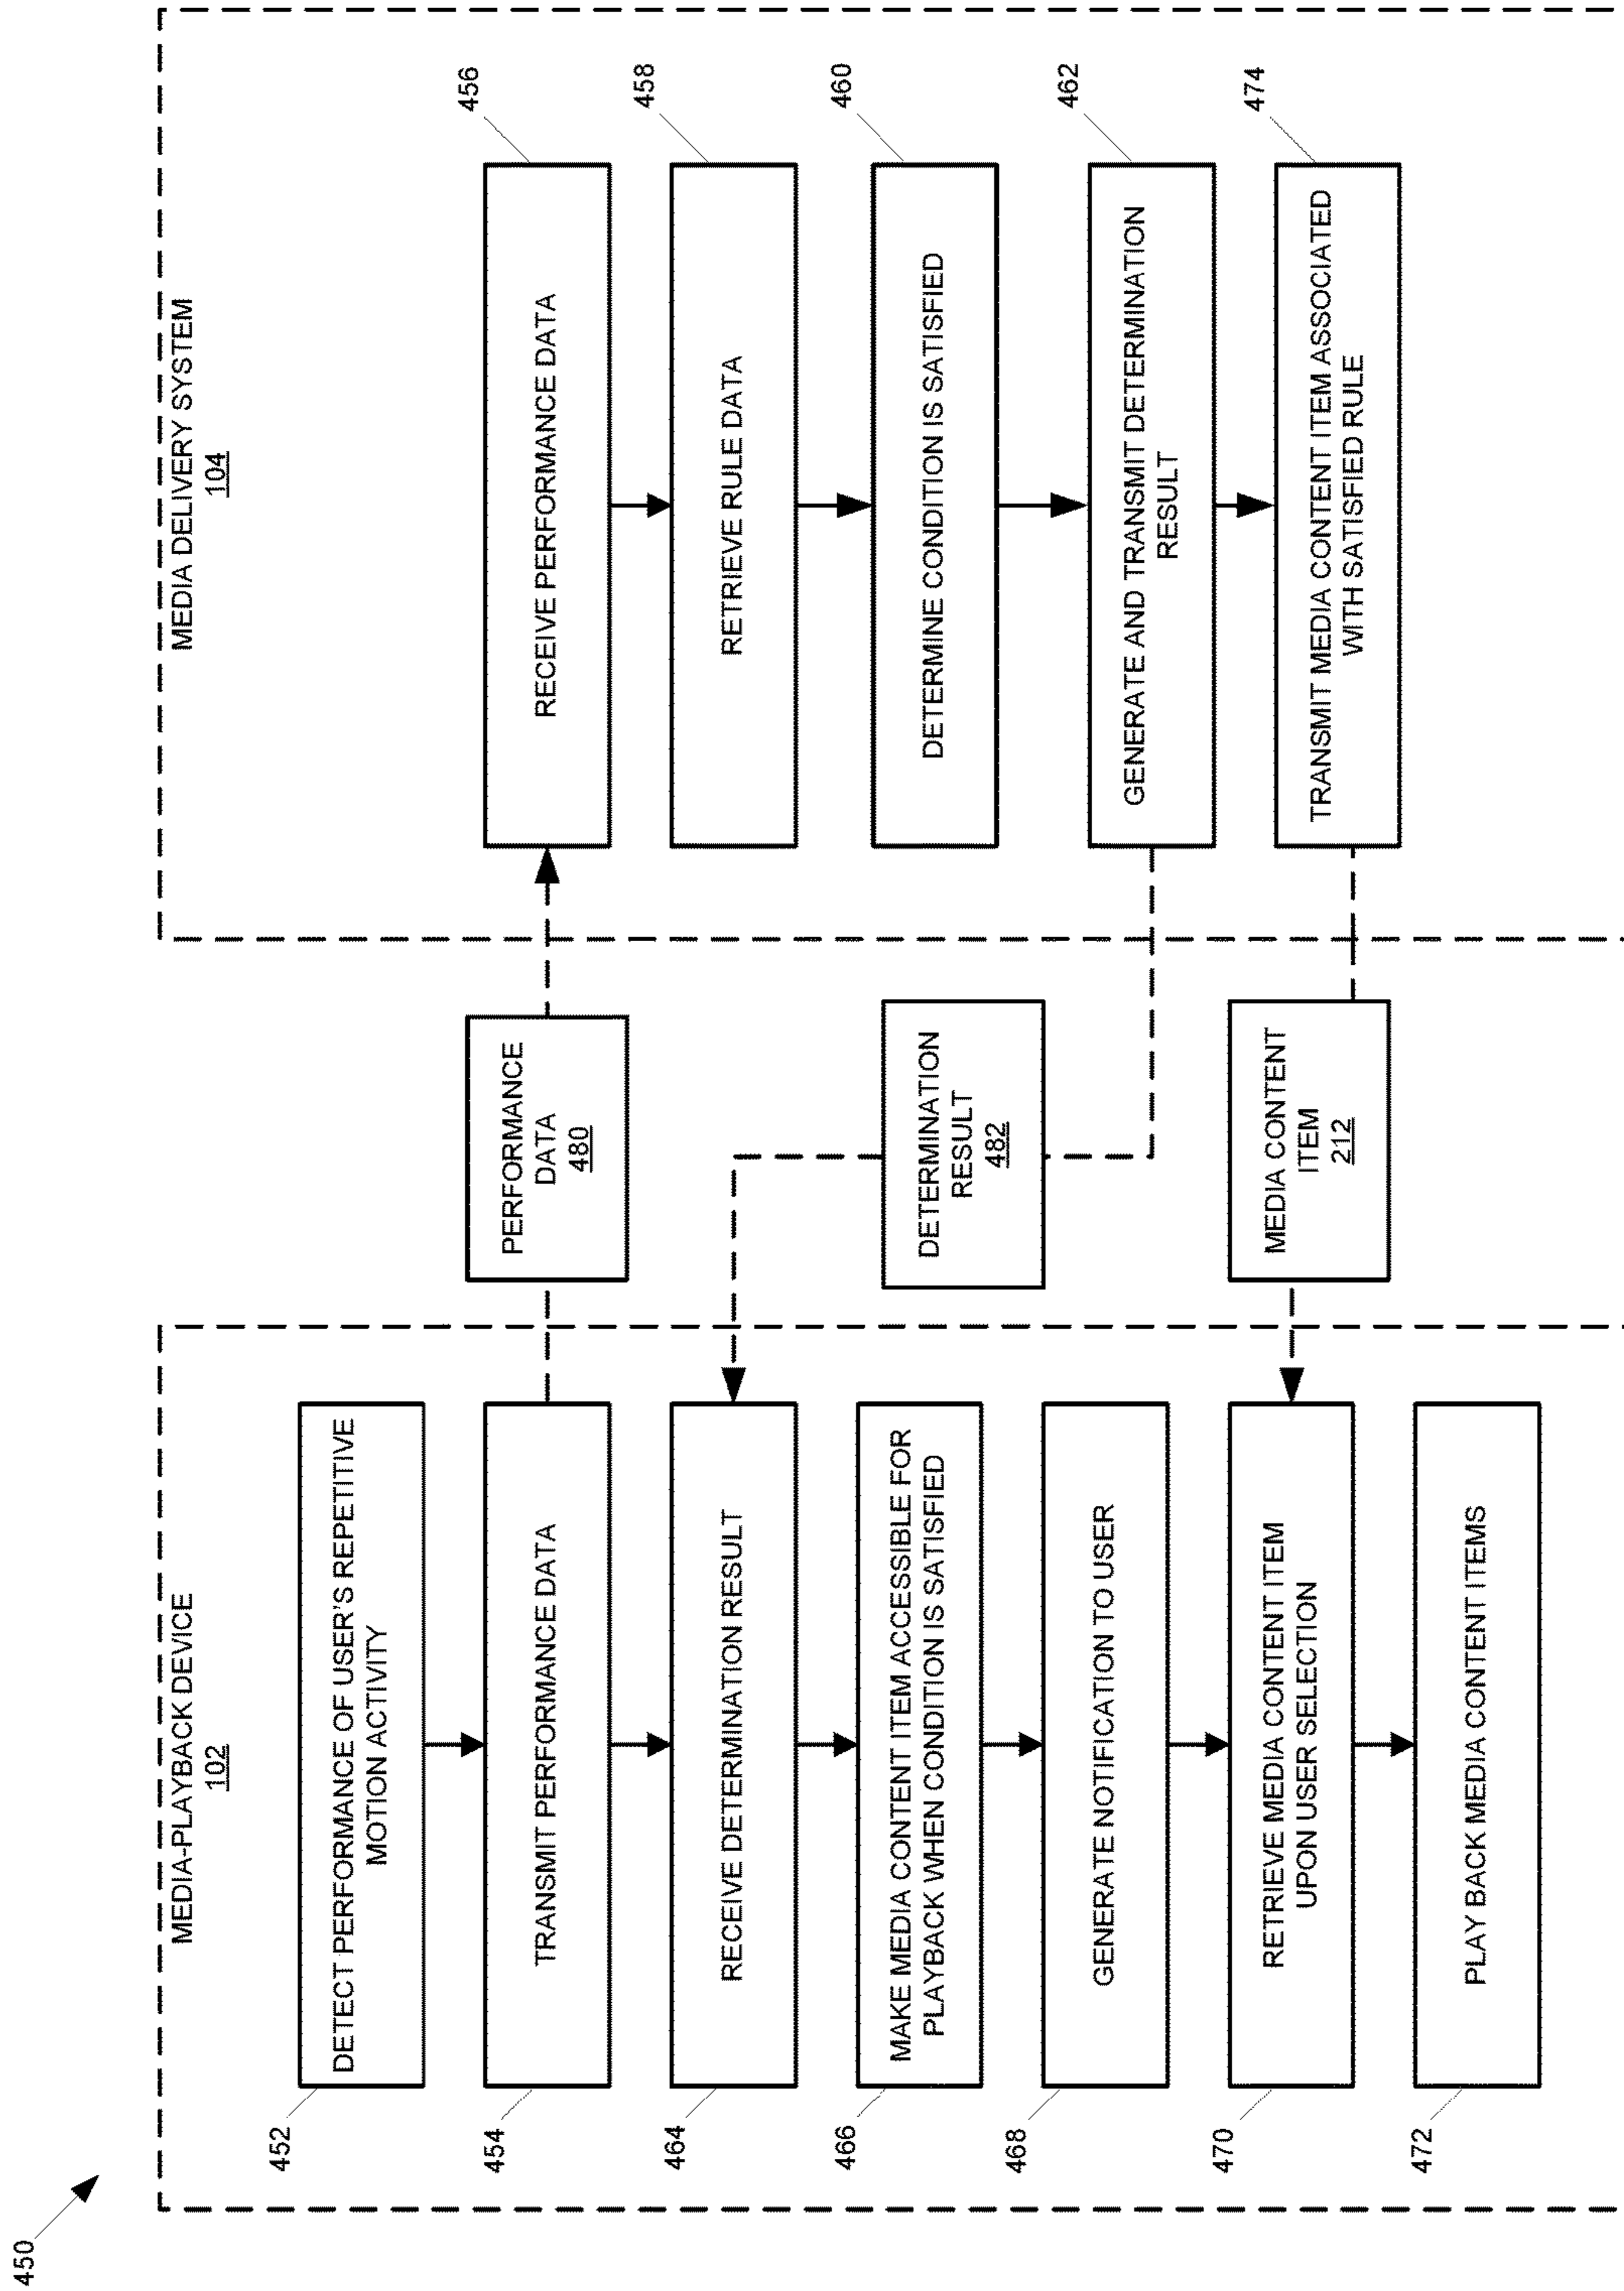 450
MEDIA-PLAYBACK DEVICE
102
452
DETECT PERFORMANCE OF USER'S REPETITIVE
MOTION ACTIVITY
454
TRANSMIT PERFORMANCE DATA
464
RECEIVE DETERMINATION RESULT
466
MAKE MEDIA CONTENT ITEM ACCESSIBLE FOR
PLAYBACK WHEN CONDITION IS SATISFIED
468
GENERATE NOTIFICATION TO USER
470
RETRIEVE MEDIA CONTENT ITEM
UPON USER SELECTION
472
PLAY BACK MEDIA CONTENT ITEMS
PERFORMANCE
DATA
480
DETERMINATION
RESULT
482
MEDIA CONTENT
ITEM
212
MEDIA DELIVERY SYSTEM
104
RECEIVE PERFORMANCE DATA
456
RETRIEVE RULE DATA
458
DETERMINE CONDITION IS SATISFIED
460
GENERATE AND TRANSMIT DETERMINATION
RESULT
462
TRANSMIT MEDIA CONTENT ITEM ASSOCIATED
WITH SATISFIED RULE
474